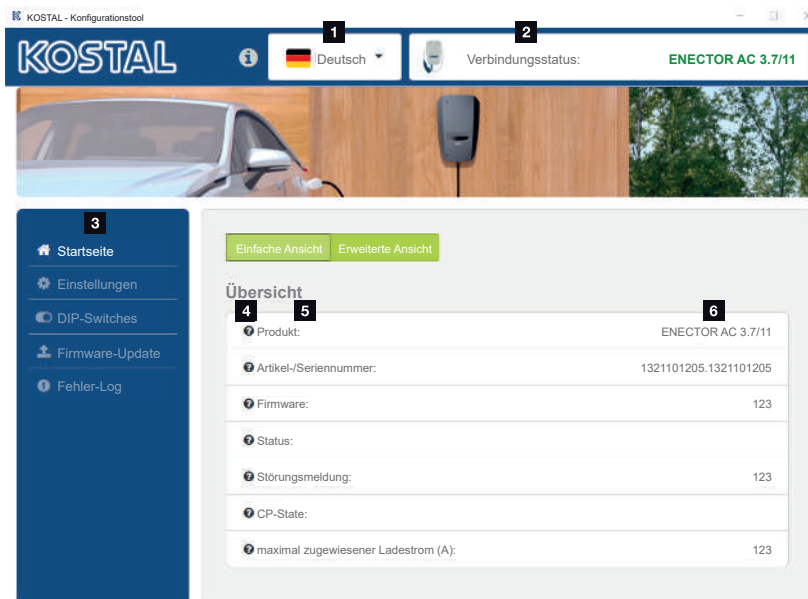 KOSTAL - Konfigurationstool
1
2
KOSTAL
Deutsch
Verbindungsstatus:
ENECTOR AC 3.7/11
3
Startseite
Einstellungen
DIP-Switches
Firmware-Update
Fehler-Log
Einfache Ansicht
Erweiterte Ansicht
Übersicht
4
5
6
Produkt:
ENECTOR AC 3.7/11
Artikel-/Seriennummer:
1321101205.1321101205
Firmware:
123
Status:
Störungsmeldung:
123
CP-State:
maximal zugewiesener Ladestrom (A):
123